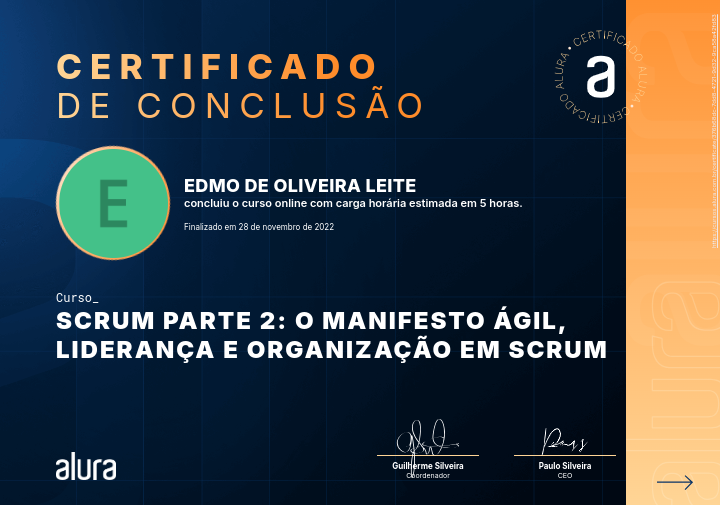 CERTIFICADO
DE CONCLUSÃO
CERTIFICADO ALURA • CERTIFICADO ALURA •
a
E
EDMO DE OLIVEIRA LEITE
concluiu o curso online com carga horária estimada em 5 horas.
Finalizado em 28 de novembro de 2022
Curso_
SCRUM PARTE 2: O MANIFESTO ÁGIL,
LIDERANÇA E ORGANIZAÇÃO EM SCRUM
alura
Guilherme Silveira
Coordenador
Paulo Silveira
CEO
alura